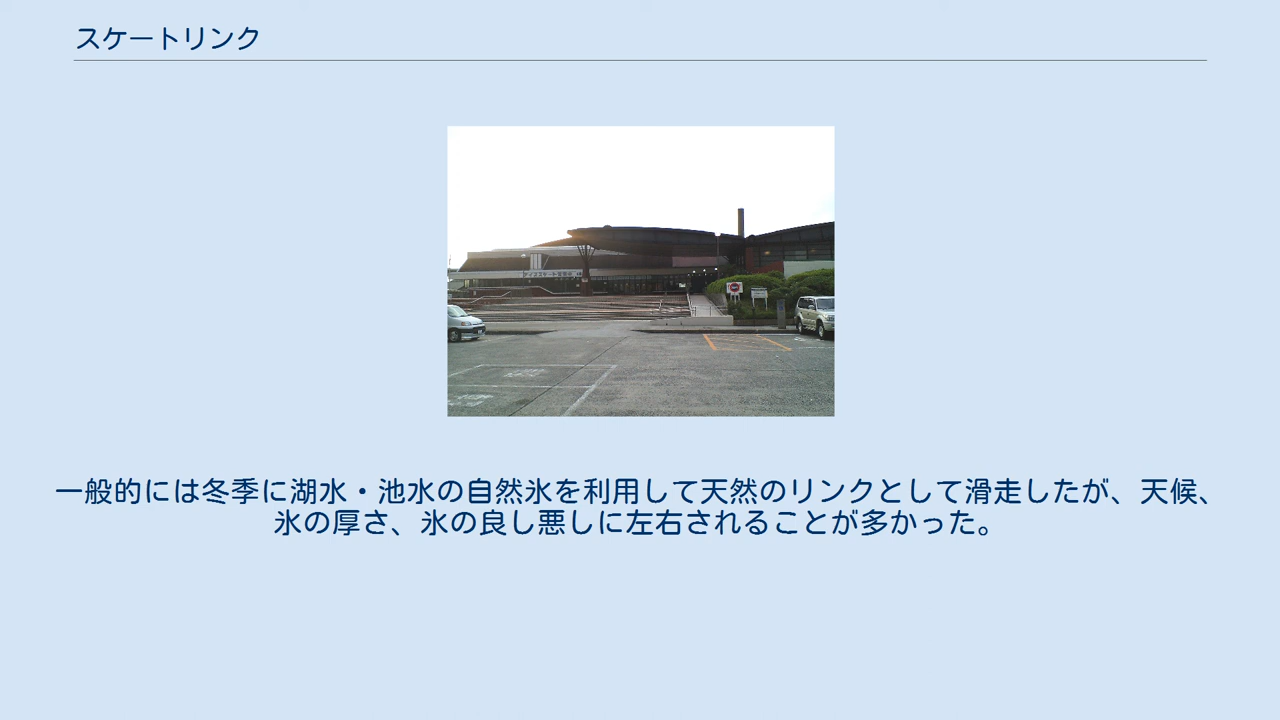 スケートリンク
一般的には冬季に湖水・池水の自然氷を利用して天然のリンクとして滑走したが、天候、
氷の厚さ、氷の良し悪しに左右されることが多かった。